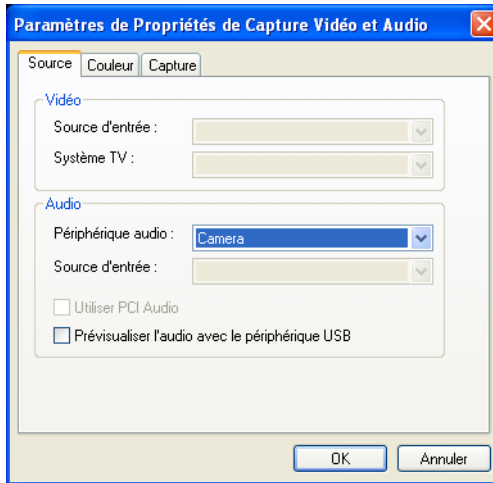 Paramètres de Propriétés de Capture Vidéo et Audio
Source Couleur Capture
Vidéo
Source d'entrée :
Système TV :
Audio
Périphérique audio : Camera
Source d'entrée :
Utiliser PCI Audio
Prévisualiser l'audio avec le périphérique USB
OK Annuler